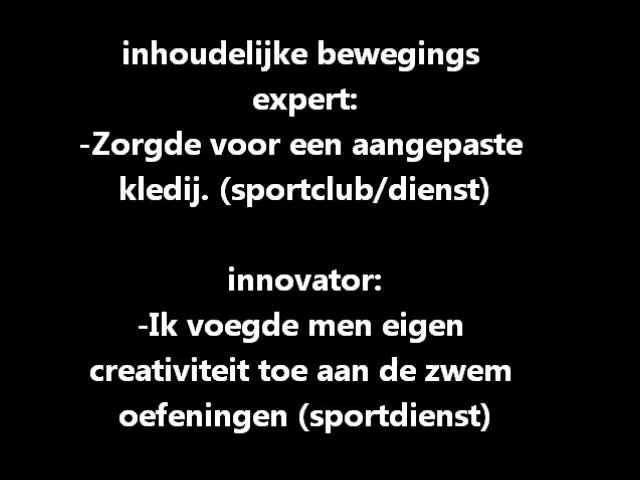 inhoudelijke bewegings
expert:
-Zorgde voor een aangepaste
kledij. (sportclub/dienst)
innovator:
-Ik voegde men eigen
creativiteit toe aan de zwem
oefeningen (sportdienst)